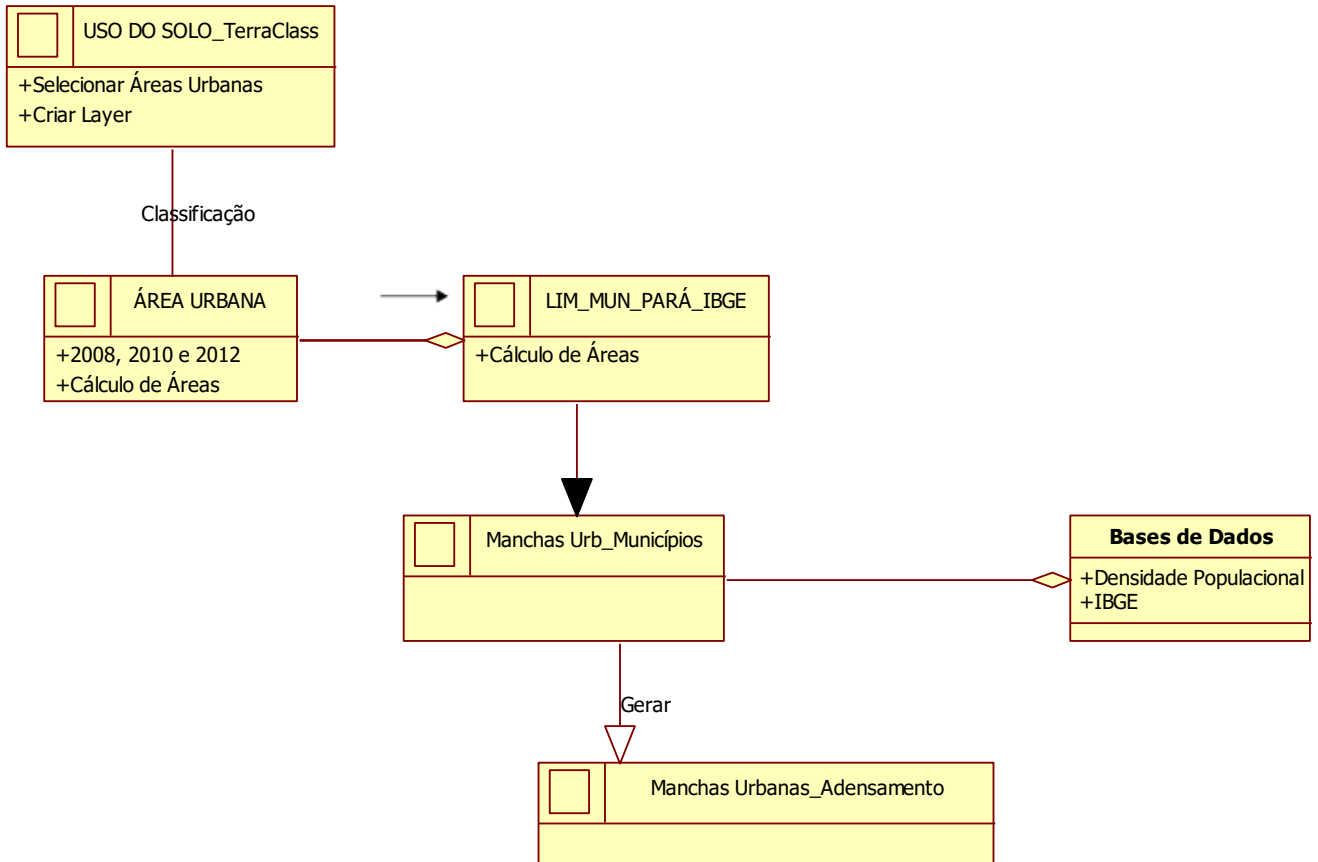 USO DO SOLO_TerraClass
+Selecionar Áreas Urbanas
+Criar Layer
Classificação
ÁREA URBANA
+2008, 2010 e 2012
+Cálculo de Áreas
LIM_MUN_PARÁ_IBGE
+Cálculo de Áreas
Manchas Urb_Municípios
Bases de Dados
+Densidade Populacional
+IBGE
Gerar
Manchas Urbanas_Adensamento